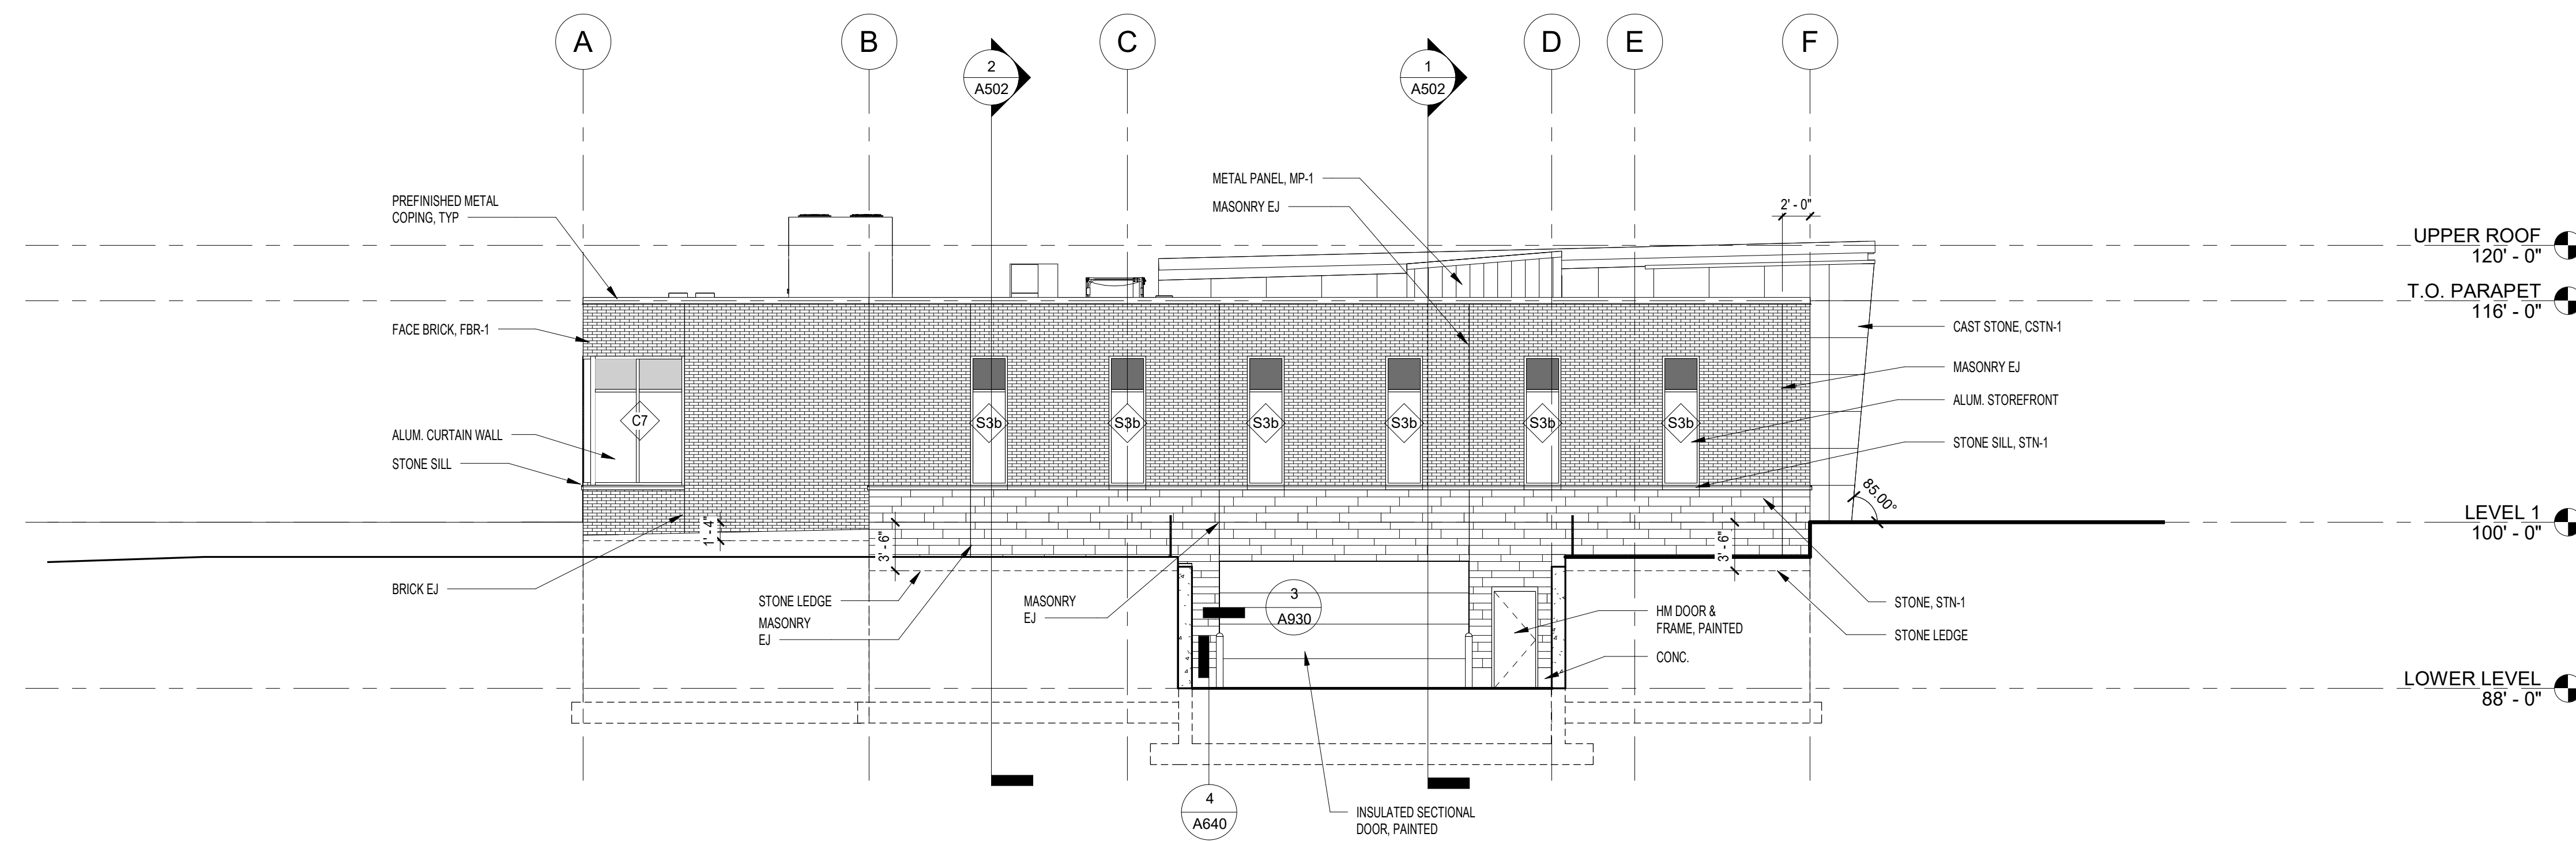 A
B
C
D
E
F
2
A502
1
A502
METAL PANEL, MP-1
MASONRY EJ
PREFINISHED METAL
COPING, TYP
2' - 0"
UPPER ROOF
120' - 0"
T.O. PARAPET
116' - 0"
FACE BRICK, FBR-1
CAST STONE, CSTN-1
MASONRY EJ
ALUM. STOREFRONT
C7
S3b
S3b
S3b
S3b
S3b
S3b
ALUM. CURTAIN WALL
STONE SILL, STN-1
STONE SILL
85.00°
LEVEL 1
100' - 0"
1' - 4"
3' - 6"
3' - 6"
BRICK EJ
STONE LEDGE
MASONRY
EJ
MASONRY
EJ
3
A930
HM DOOR &
FRAME, PAINTED
CONC.
STONE, STN-1
STONE LEDGE
LOWER LEVEL
88' - 0"
4
A640
INSULATED SECTIONAL
DOOR, PAINTED